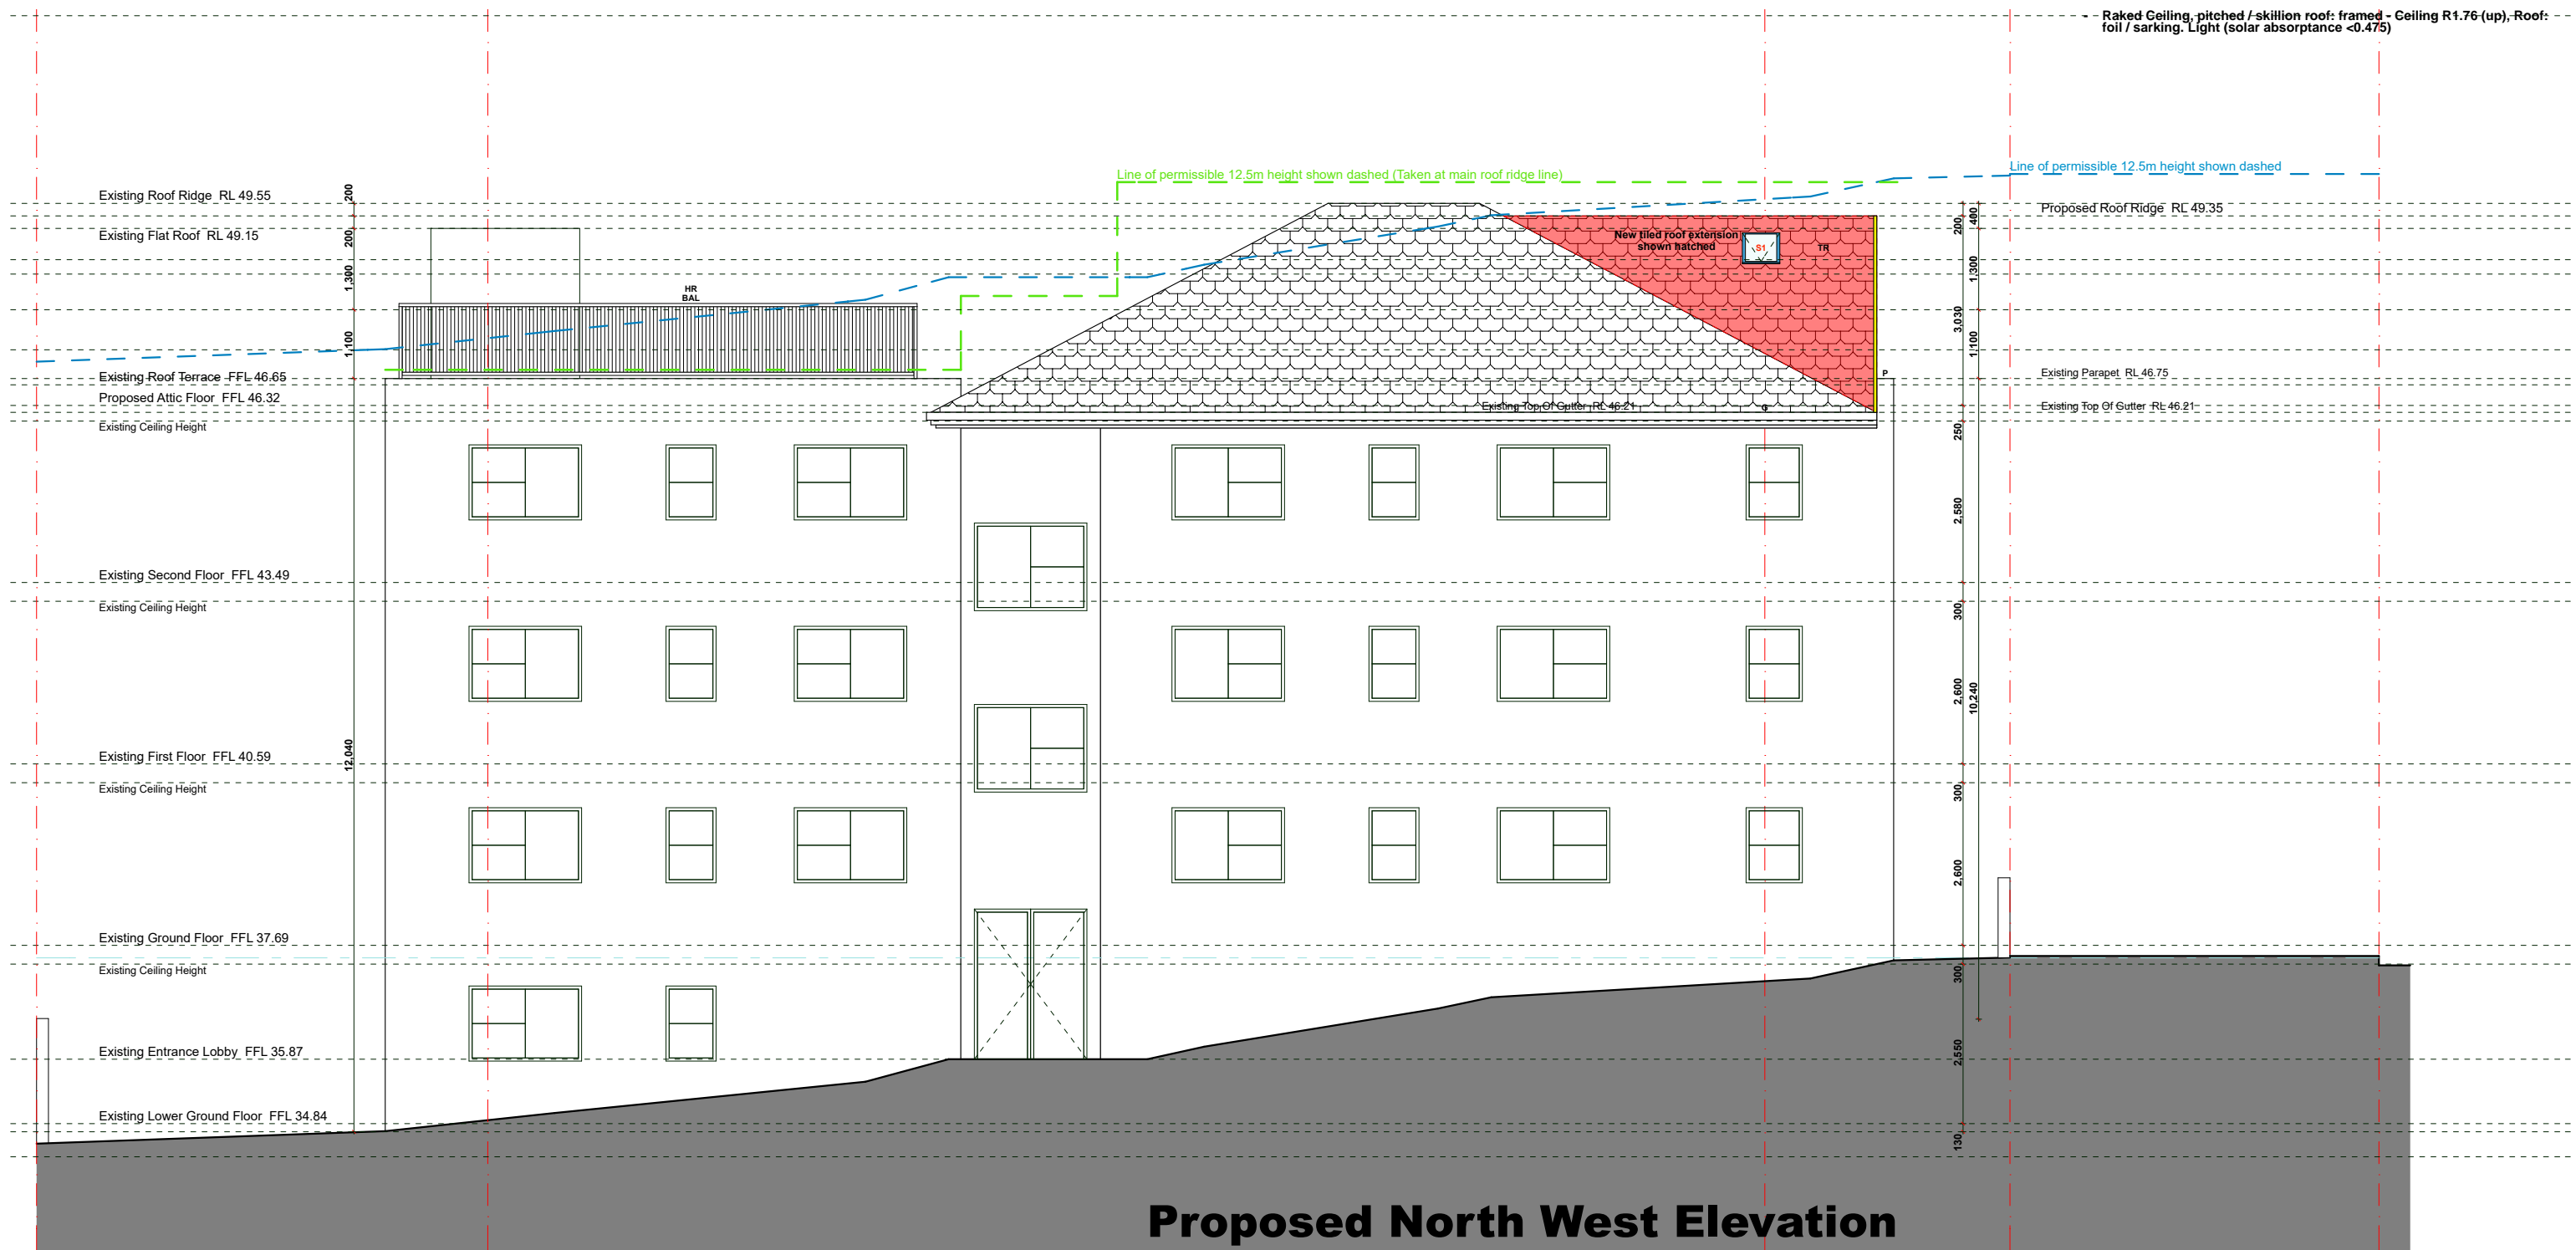 - Raked Ceiling, pitched / skillion roof: framed - Ceiling R1.76 (up), Roof:
foil / sarking. Light (solar absorptance <0.475)
Line of permissible 12.5m height shown dashed (Taken at main roof ridge line)
Line of permissible 12.5m height shown dashed
Existing Roof Ridge RL 49.55
Existing Flat Roof RL 49.15
Existing Roof Terrace FFL 46.65
Proposed Attic Floor FFL 46.32
Existing Ceiling Height
Existing Second Floor FFL 43.49
Existing Ceiling Height
Existing First Floor FFL 40.59
Existing Ceiling Height
Existing Ground Floor FFL 37.69
Existing Ceiling Height
Existing Entrance Lobby FFL 35.87
Existing Lower Ground Floor FFL 34.84
200
200
1,300
1,100
12,040
HR
BAL
New tiled roof extension
shown hatched
S1
TR
P
Existing Top Of Gutter RL 46.21
G
200
3,030
250
2,580
300
2,600
300
2,600
300
2,550
130
400
1,300
1,100
10,240
Proposed Roof Ridge RL 49.35
Existing Parapet RL 46.75
Existing Top Of Gutter RL 46.21
Proposed North West Elevation